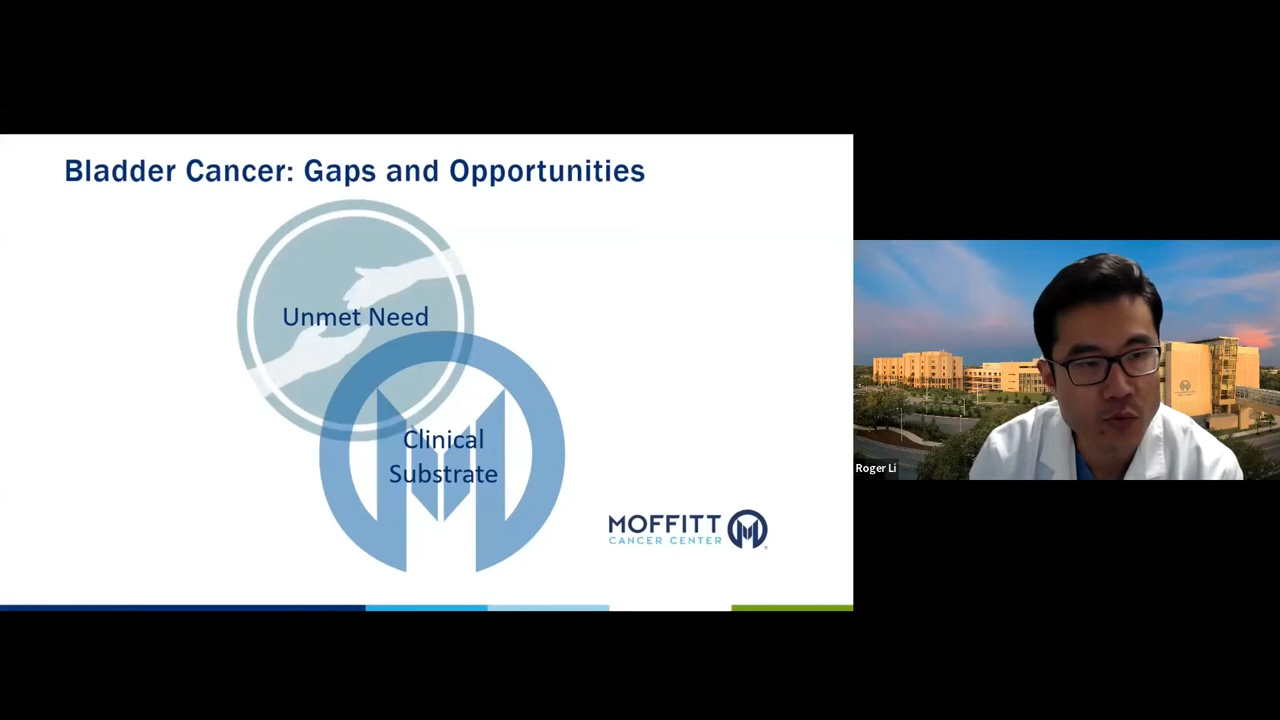 Bladder Cancer: Gaps and Opportunities
Unmet Need
Clinical
Substrate
MOFFITT
CANCER CENTER
Roger Li